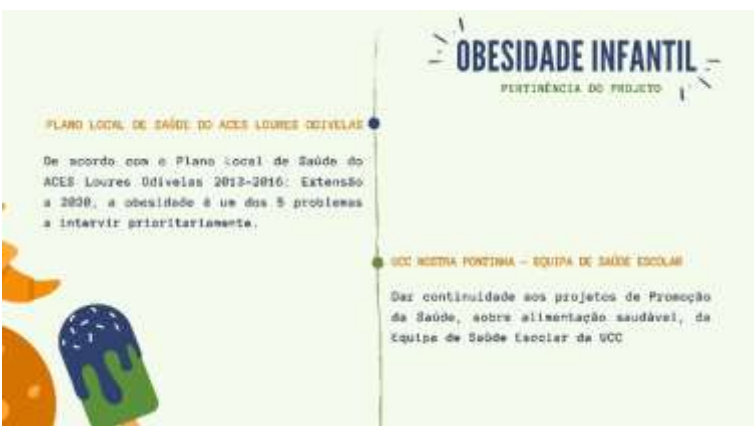 OBESIDADE INFANTIL
PERTINÊNCIA DO PROJETO
PLANO LOCAL DE SAÚDE DO ACES LOURES ODIVELAS
De acordo com o Plano Local de Saúde do
ACES Loures Odivelas 2013-2016: Extensão
a 2020, a obesidade é um dos 5 problemas
a intervir prioritariamente.
UCC NOSTRA PONTINHA – EQUIPA DE SAÚDE ESCOLAR
Dar continuidade aos projetos de Promoção
da Saúde, sobre alimentação saudável, da
Equipa de Saúde Escolar da UCC